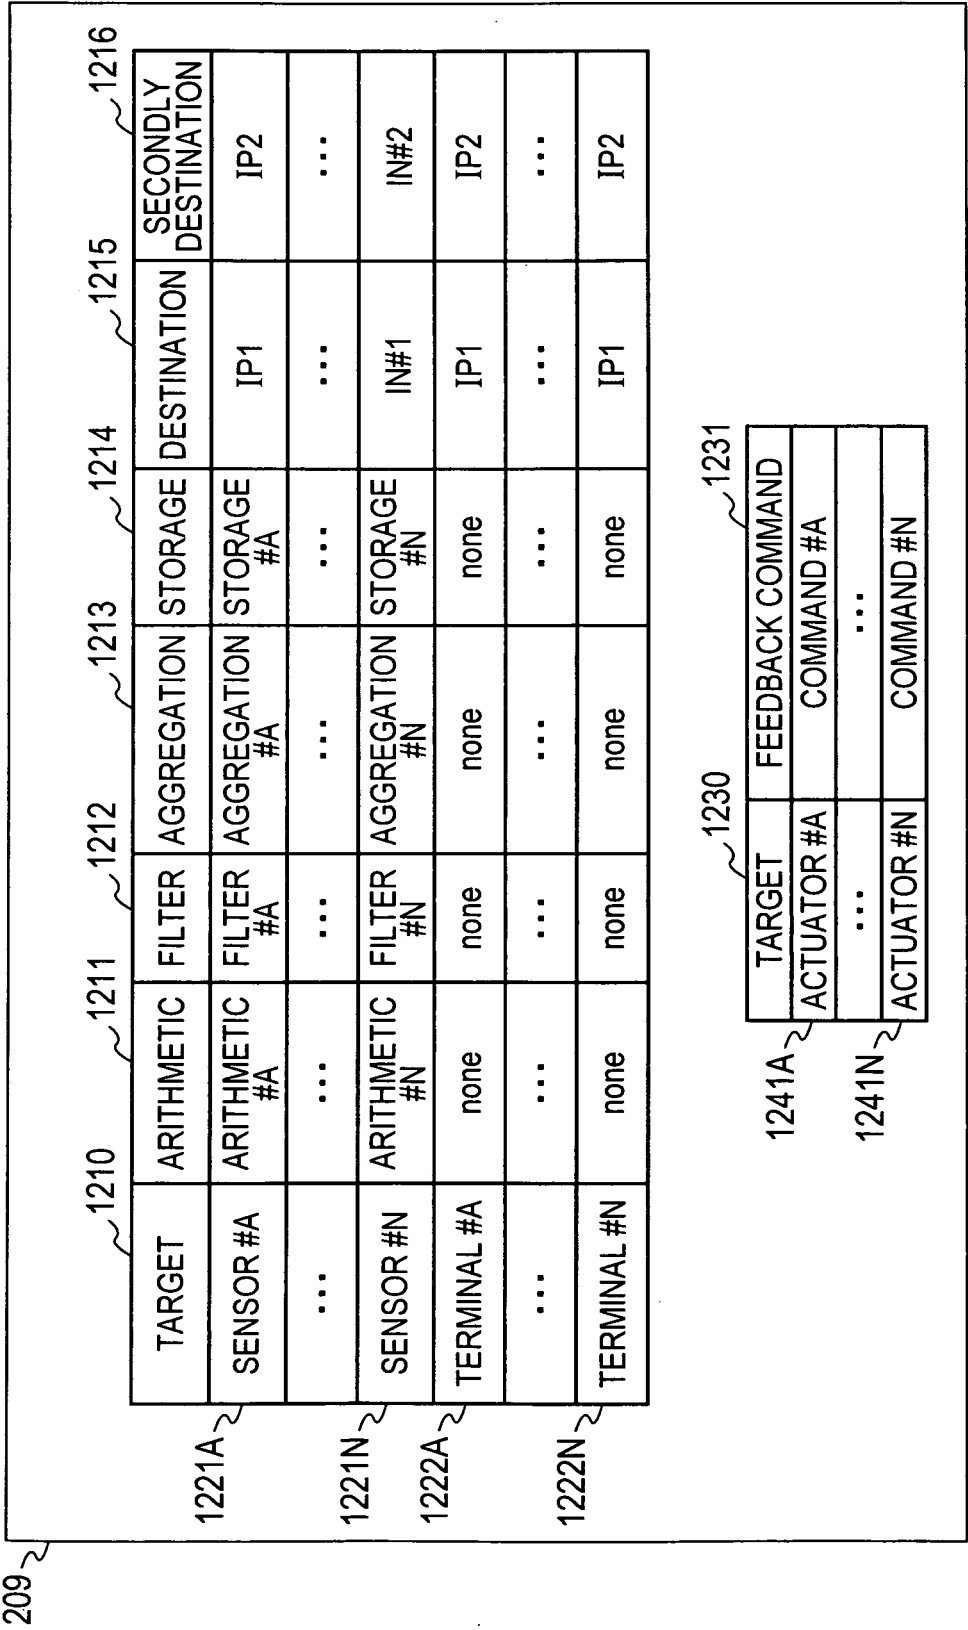 209
1210 1211 1212 1213 1214 1215 1216
TARGET ARITHMETIC FILTER AGGREGATION STORAGE DESTINATION SECONDLY DESTINATION
1221A SENSOR #A ARITHMETIC #A FILTER #A AGGREGATION #A STORAGE #A IP1 IP2
... ... ... ... ... ... ...
1221N SENSOR #N ARITHMETIC #N FILTER #N AGGREGATION #N STORAGE #N IN#1 IN#2
1222A TERMINAL #A none none none none IP1 IP2
... ... ... ... ... ... ...
1222N TERMINAL #N none none none none IP1 IP2
1230 1231
TARGET FEEDBACK COMMAND
1241A ACTUATOR #A COMMAND #A
... ...
1241N ACTUATOR #N COMMAND #N